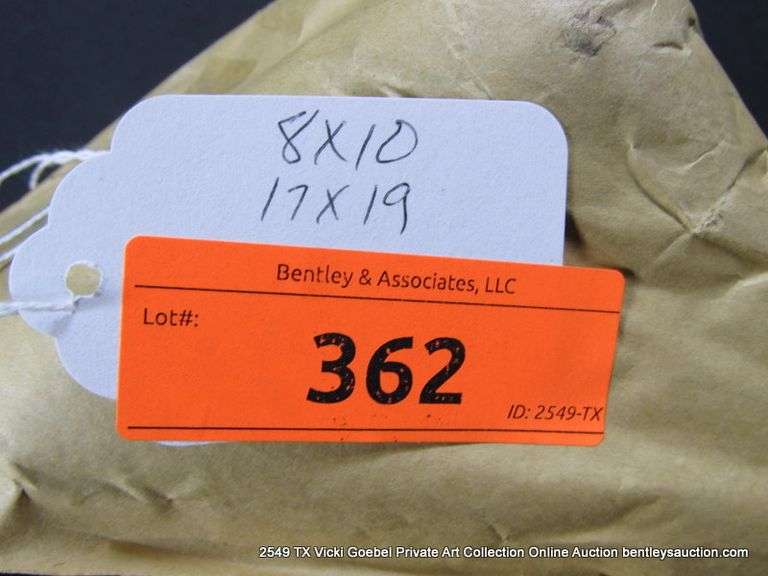 8X10
17X19
Bentley & Associates, LLC
Lot#:
362
ID: 2549-TX
2549 TX Vicki Goebel Private Art Collection Online Auction bentleysauction.com